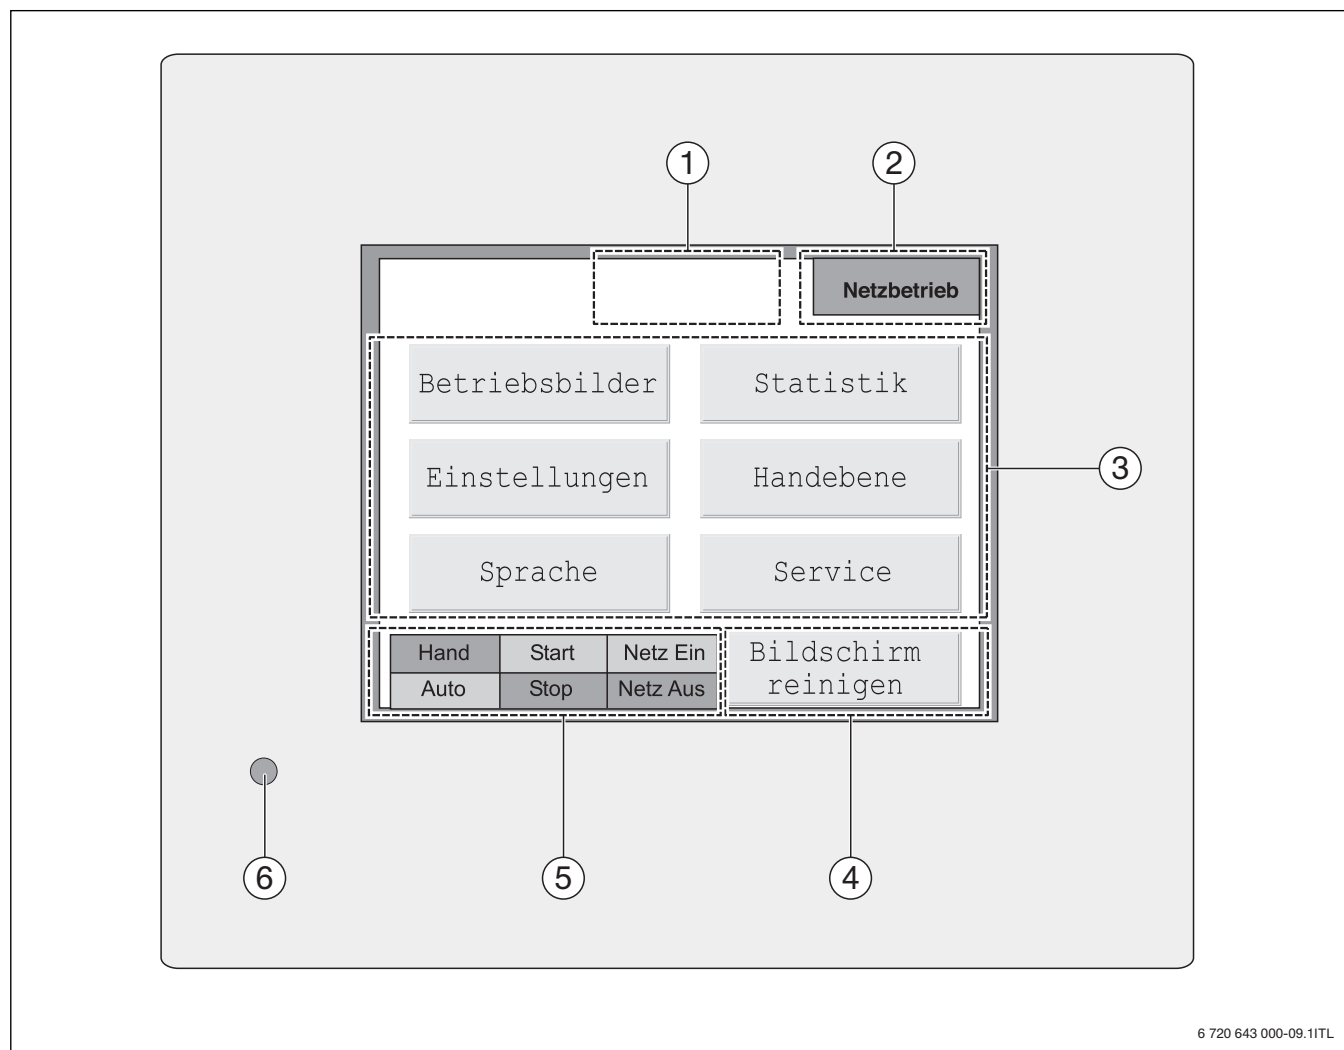 1 2
Netzbetrieb
Betriebsbilder Statistik
3
Einstellungen Handebene
Sprache Service
Hand Start Netz Ein
Auto Stop Netz Aus
Bildschirm
reinigen
6 5 4
6 720 643 000-09.1ITL